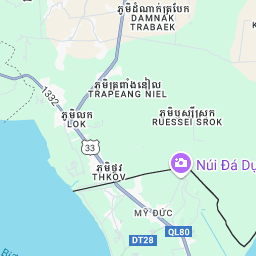 ភូមិដំណាក់ត្របែក
DAMNAK
TRABAEK
ភូមិត្រពាំងនៀល
TRAPEANG NIEL
1332
ភូមិលក
LOK
ភូមិឫស្សីស្រុក
RUESSEI SROK
33
ភូមិថ្កូវ
THKOV
Núi Đá Dự
MỸ ĐỨC
DT28
QL80